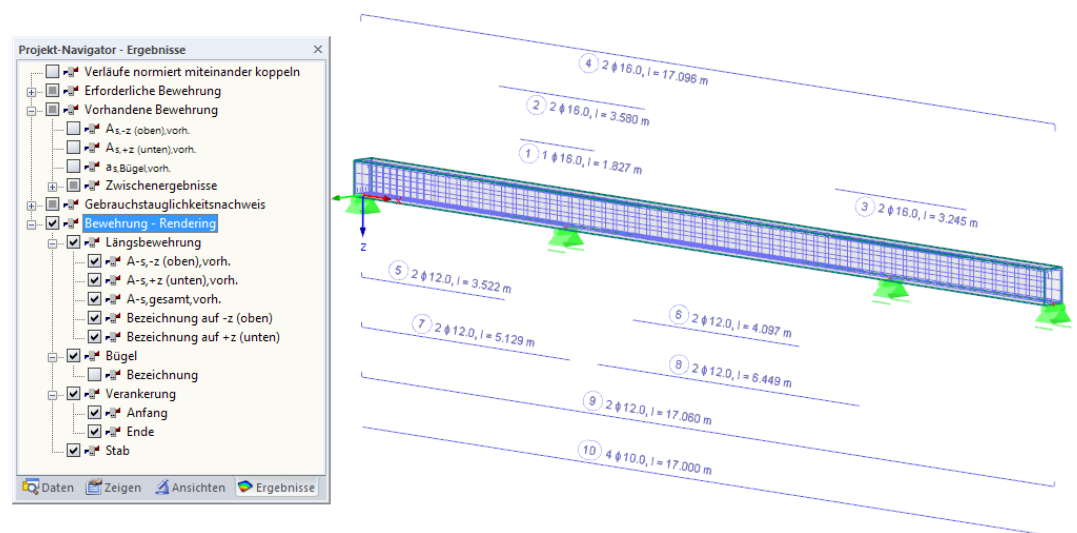 Projekt-Navigator - Ergebnisse
Verläufe normiert miteinander koppeln
Erforderliche Bewehrung
Vorhandene Bewehrung
As,-z (oben),vorh.
As,+z (unten),vorh.
as,Bügel,vorh.
Zwischenergebnisse
Gebrauchstauglichkeitsnachweis
Bewehrung - Rendering
Längsbewehrung
A-s,-z (oben),vorh.
A-s,+z (unten),vorh.
A-s,gesamt,vorh.
Bezeichnung auf -z (oben)
Bezeichnung auf +z (unten)
Bügel
Bezeichnung
Verankerung
Anfang
Ende
Stab
Daten Zeigen Ansichten Ergebnisse
4 2 ϕ 16.0, l = 17.096 m
2 2 ϕ 16.0, l = 3.580 m
1 1 ϕ 16.0, l = 1.827 m
3 2 ϕ 16.0, l = 3.245 m
x
z
5 2 ϕ 12.0, l = 3.522 m
6 2 ϕ 12.0, l = 4.097 m
7 2 ϕ 12.0, l = 5.129 m
8 2 ϕ 12.0, l = 6.449 m
9 2 ϕ 12.0, l = 17.060 m
10 4 ϕ 10.0, l = 17.000 m